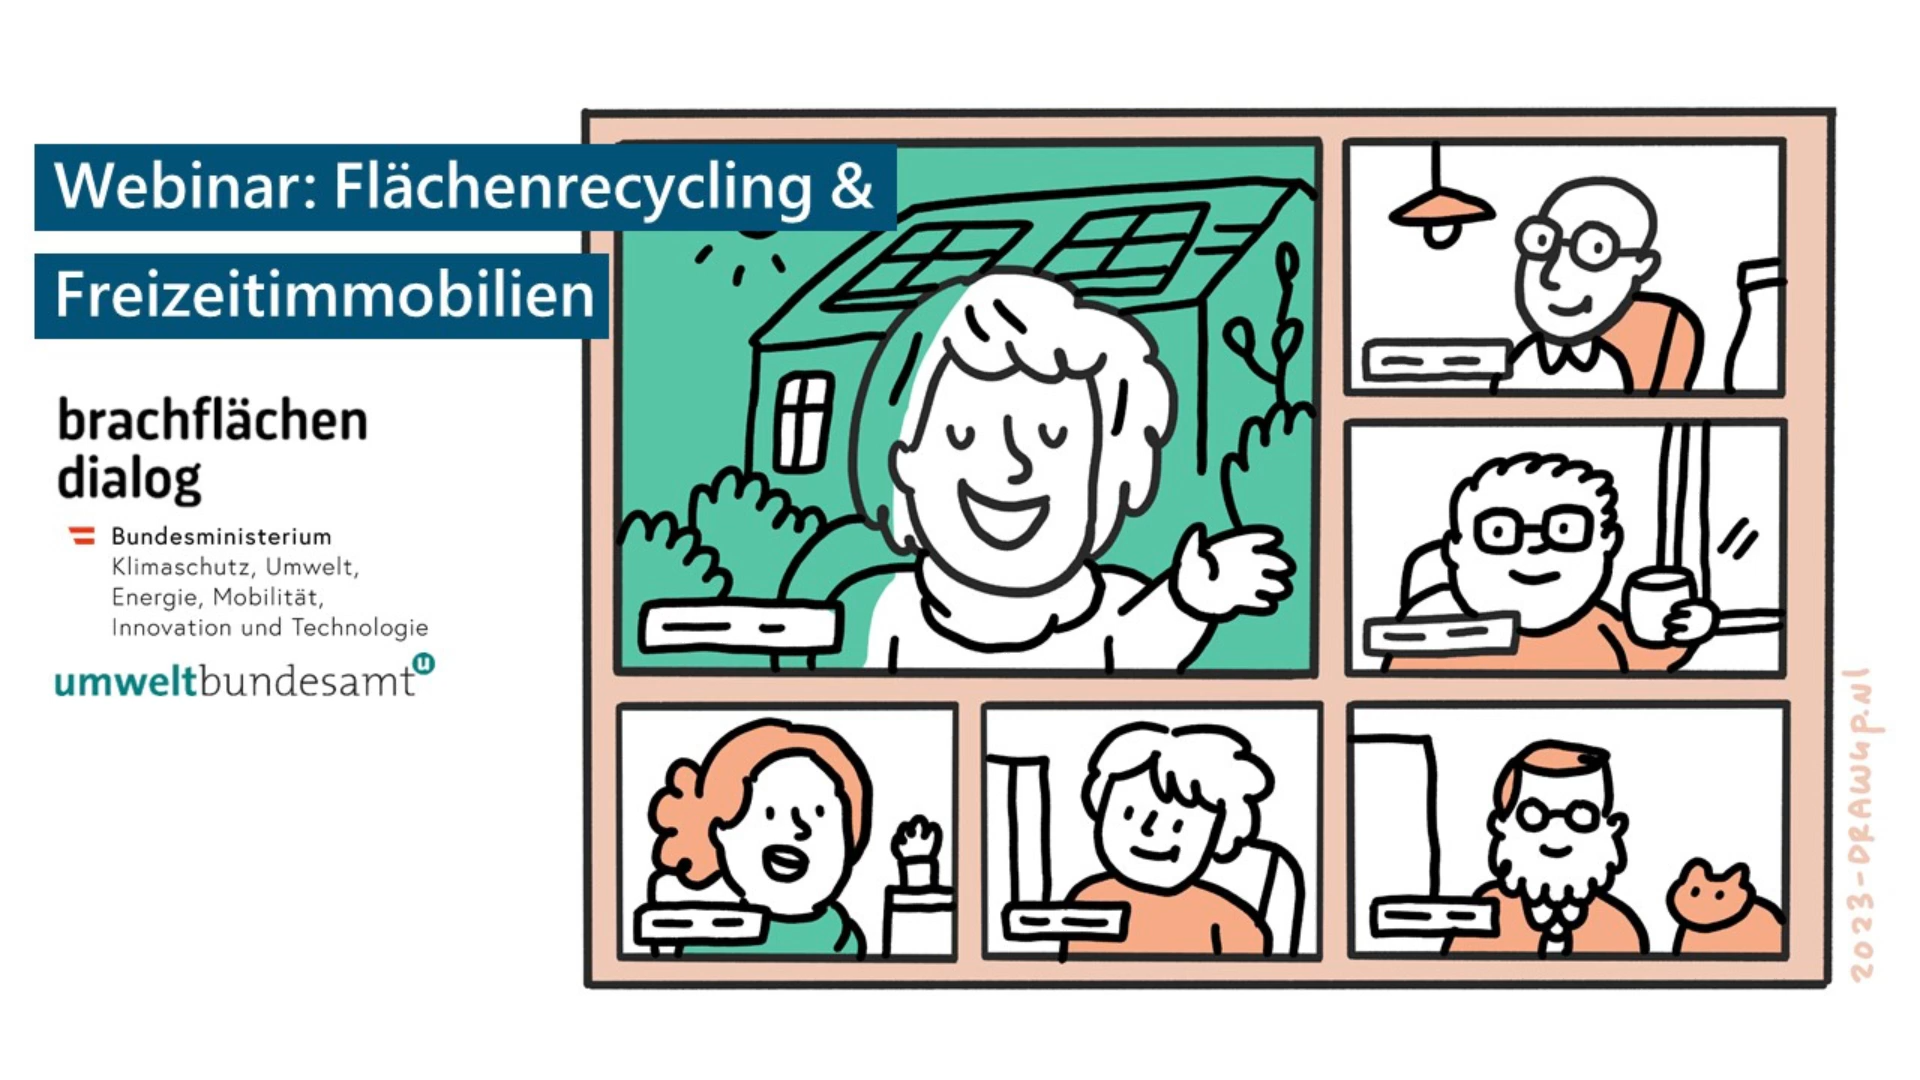 Webinar: Flächenrecycling &
Freizeitimmobilien
brachflächen
dialog
Bundesministerium
Klimaschutz, Umwelt,
Energie, Mobilität,
Innovation und Technologie
umweltbundesamt u
2023-DRAWUP.NL